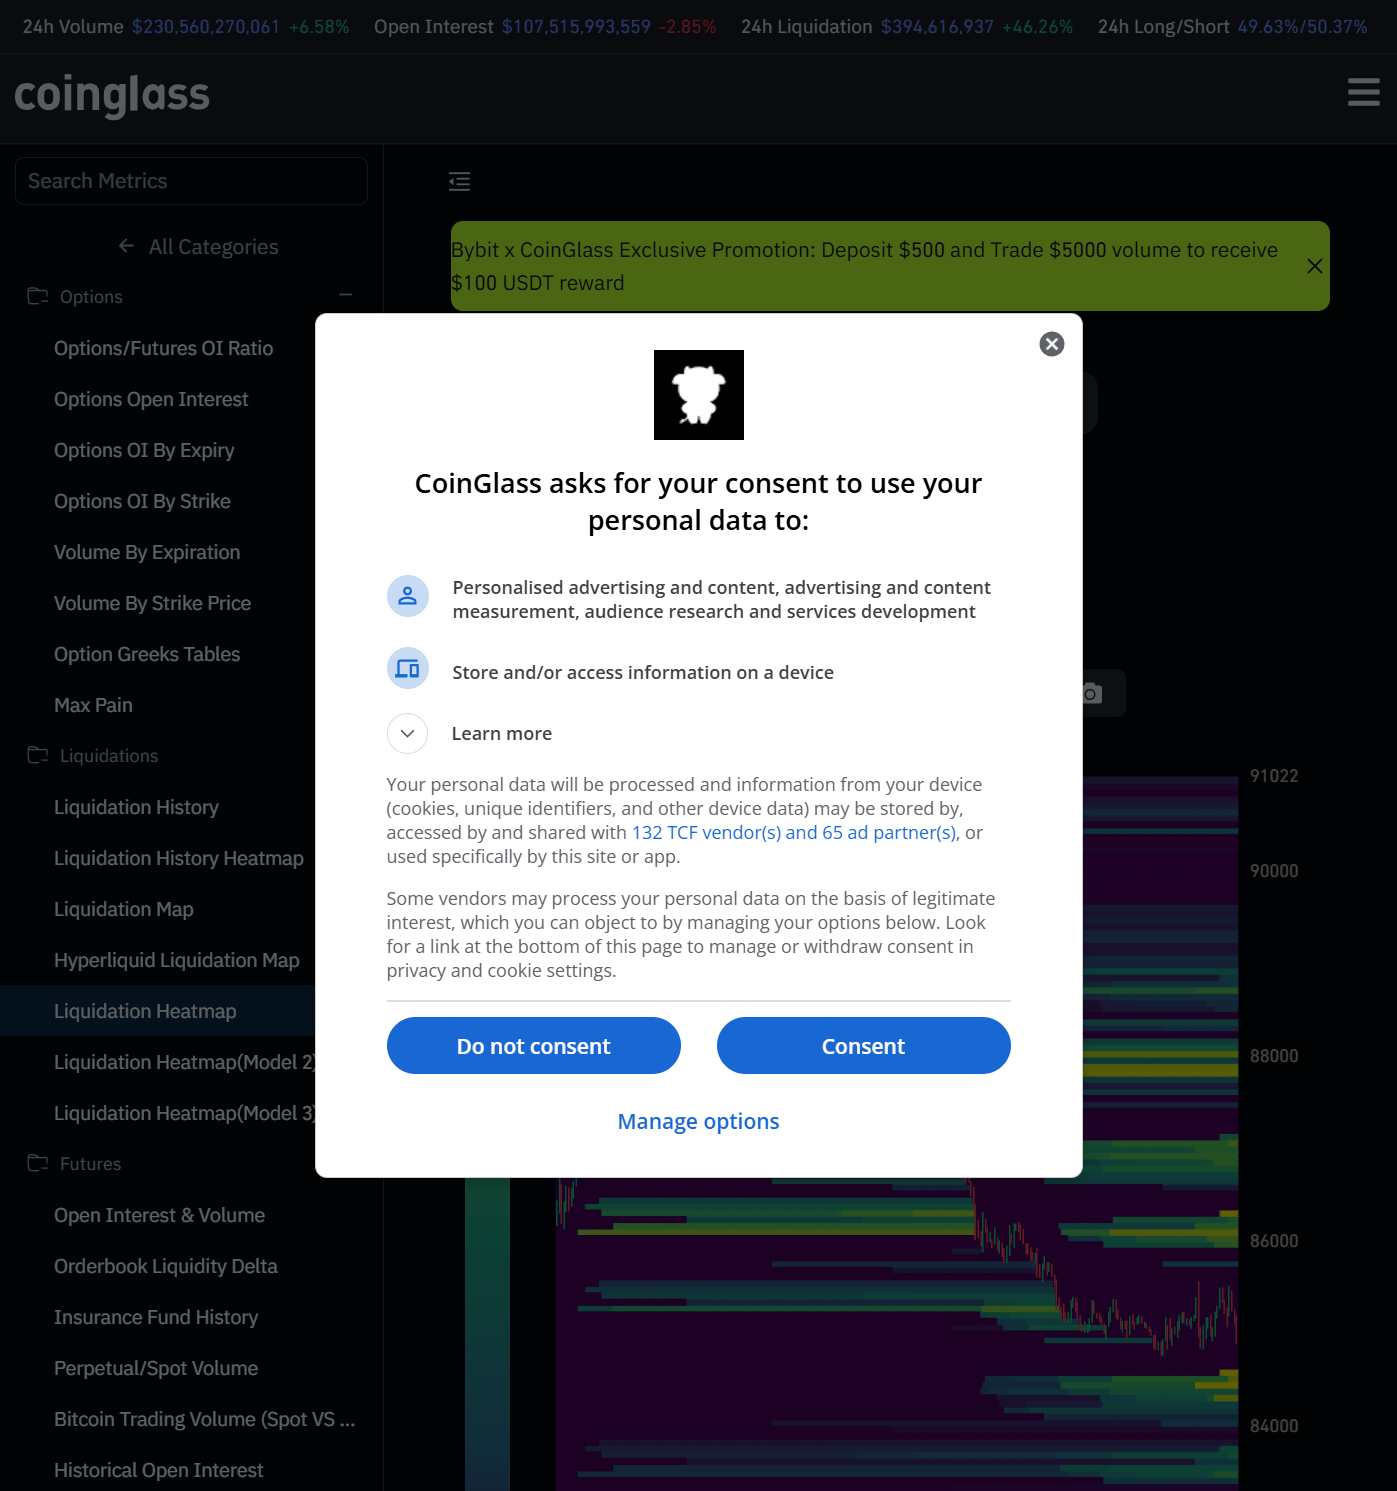 24h Volume $230,560,270,061 +6.58% Open Interest $107,515,993,559 -2.85% 24h Liquidation $394,616,937 +46.26% 24h Long/Short 49.63%/50.37%
coinglass
Search Metrics
All Categories
Options
Options/Futures OI Ratio
Options Open Interest
Options OI By Expiry
Options OI By Strike
Volume By Expiration
Volume By Strike Price
Option Greeks Tables
Max Pain
Liquidations
Liquidation History
Liquidation History Heatmap
Liquidation Map
Hyperliquid Liquidation Map
Liquidation Heatmap
Liquidation Heatmap(Model 2)
Liquidation Heatmap(Model 3)
Futures
Open Interest & Volume
Orderbook Liquidity Delta
Insurance Fund History
Perpetual/Spot Volume
Bitcoin Trading Volume (Spot VS ...
Historical Open Interest
Bybit x CoinGlass Exclusive Promotion: Deposit $500 and Trade $5000 volume to receive
$100 USDT reward
CoinGlass asks for your consent to use your
personal data to:
Personalised advertising and content, advertising and content
measurement, audience research and services development
Store and/or access information on a device
Learn more
Your personal data will be processed and information from your device
(cookies, unique identifiers, and other device data) may be stored by,
accessed by and shared with 132 TCF vendor(s) and 65 ad partner(s), or
used specifically by this site or app.
Some vendors may process your personal data on the basis of legitimate
interest, which you can object to by managing your options below. Look
for a link at the bottom of this page to manage or withdraw consent in
privacy and cookie settings.
Do not consent
Consent
Manage options
91022
90000
88000
86000
84000